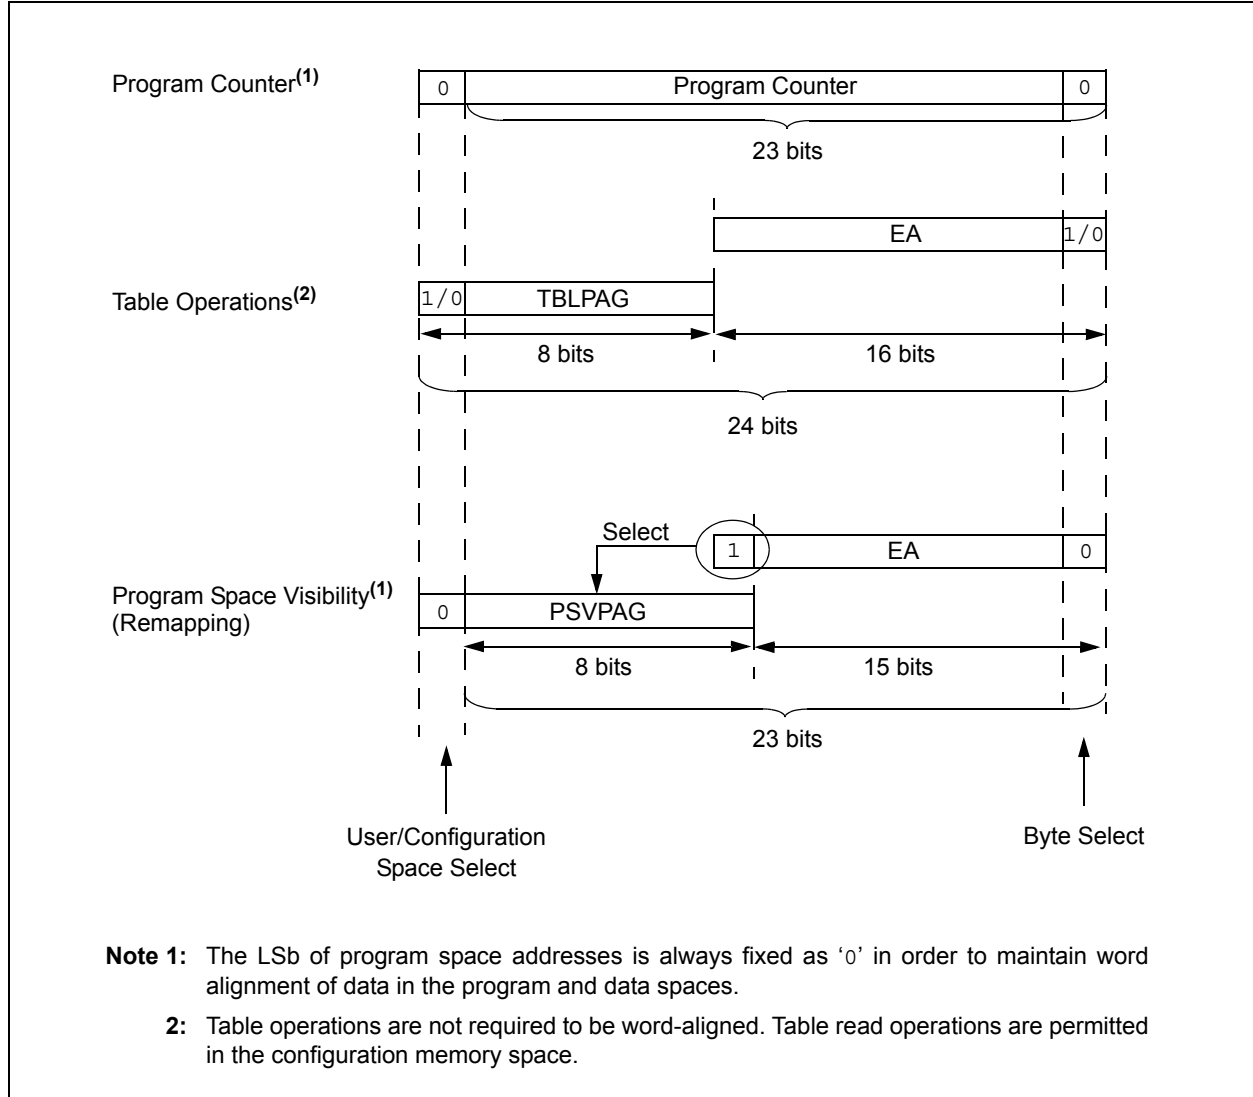 Program Counter(1)
0
Program Counter
0
23 bits
EA
1/0
Table Operations(2)
1/0
TBLPAG
8 bits
16 bits
24 bits
Select
1
EA
0
Program Space Visibility(1)
(Remapping)
0
PSVPAG
8 bits
15 bits
23 bits
User/Configuration
Space Select
Byte Select
Note 1: The LSb of program space addresses is always fixed as ‘0’ in order to maintain word
alignment of data in the program and data spaces.
2: Table operations are not required to be word-aligned. Table read operations are permitted
in the configuration memory space.